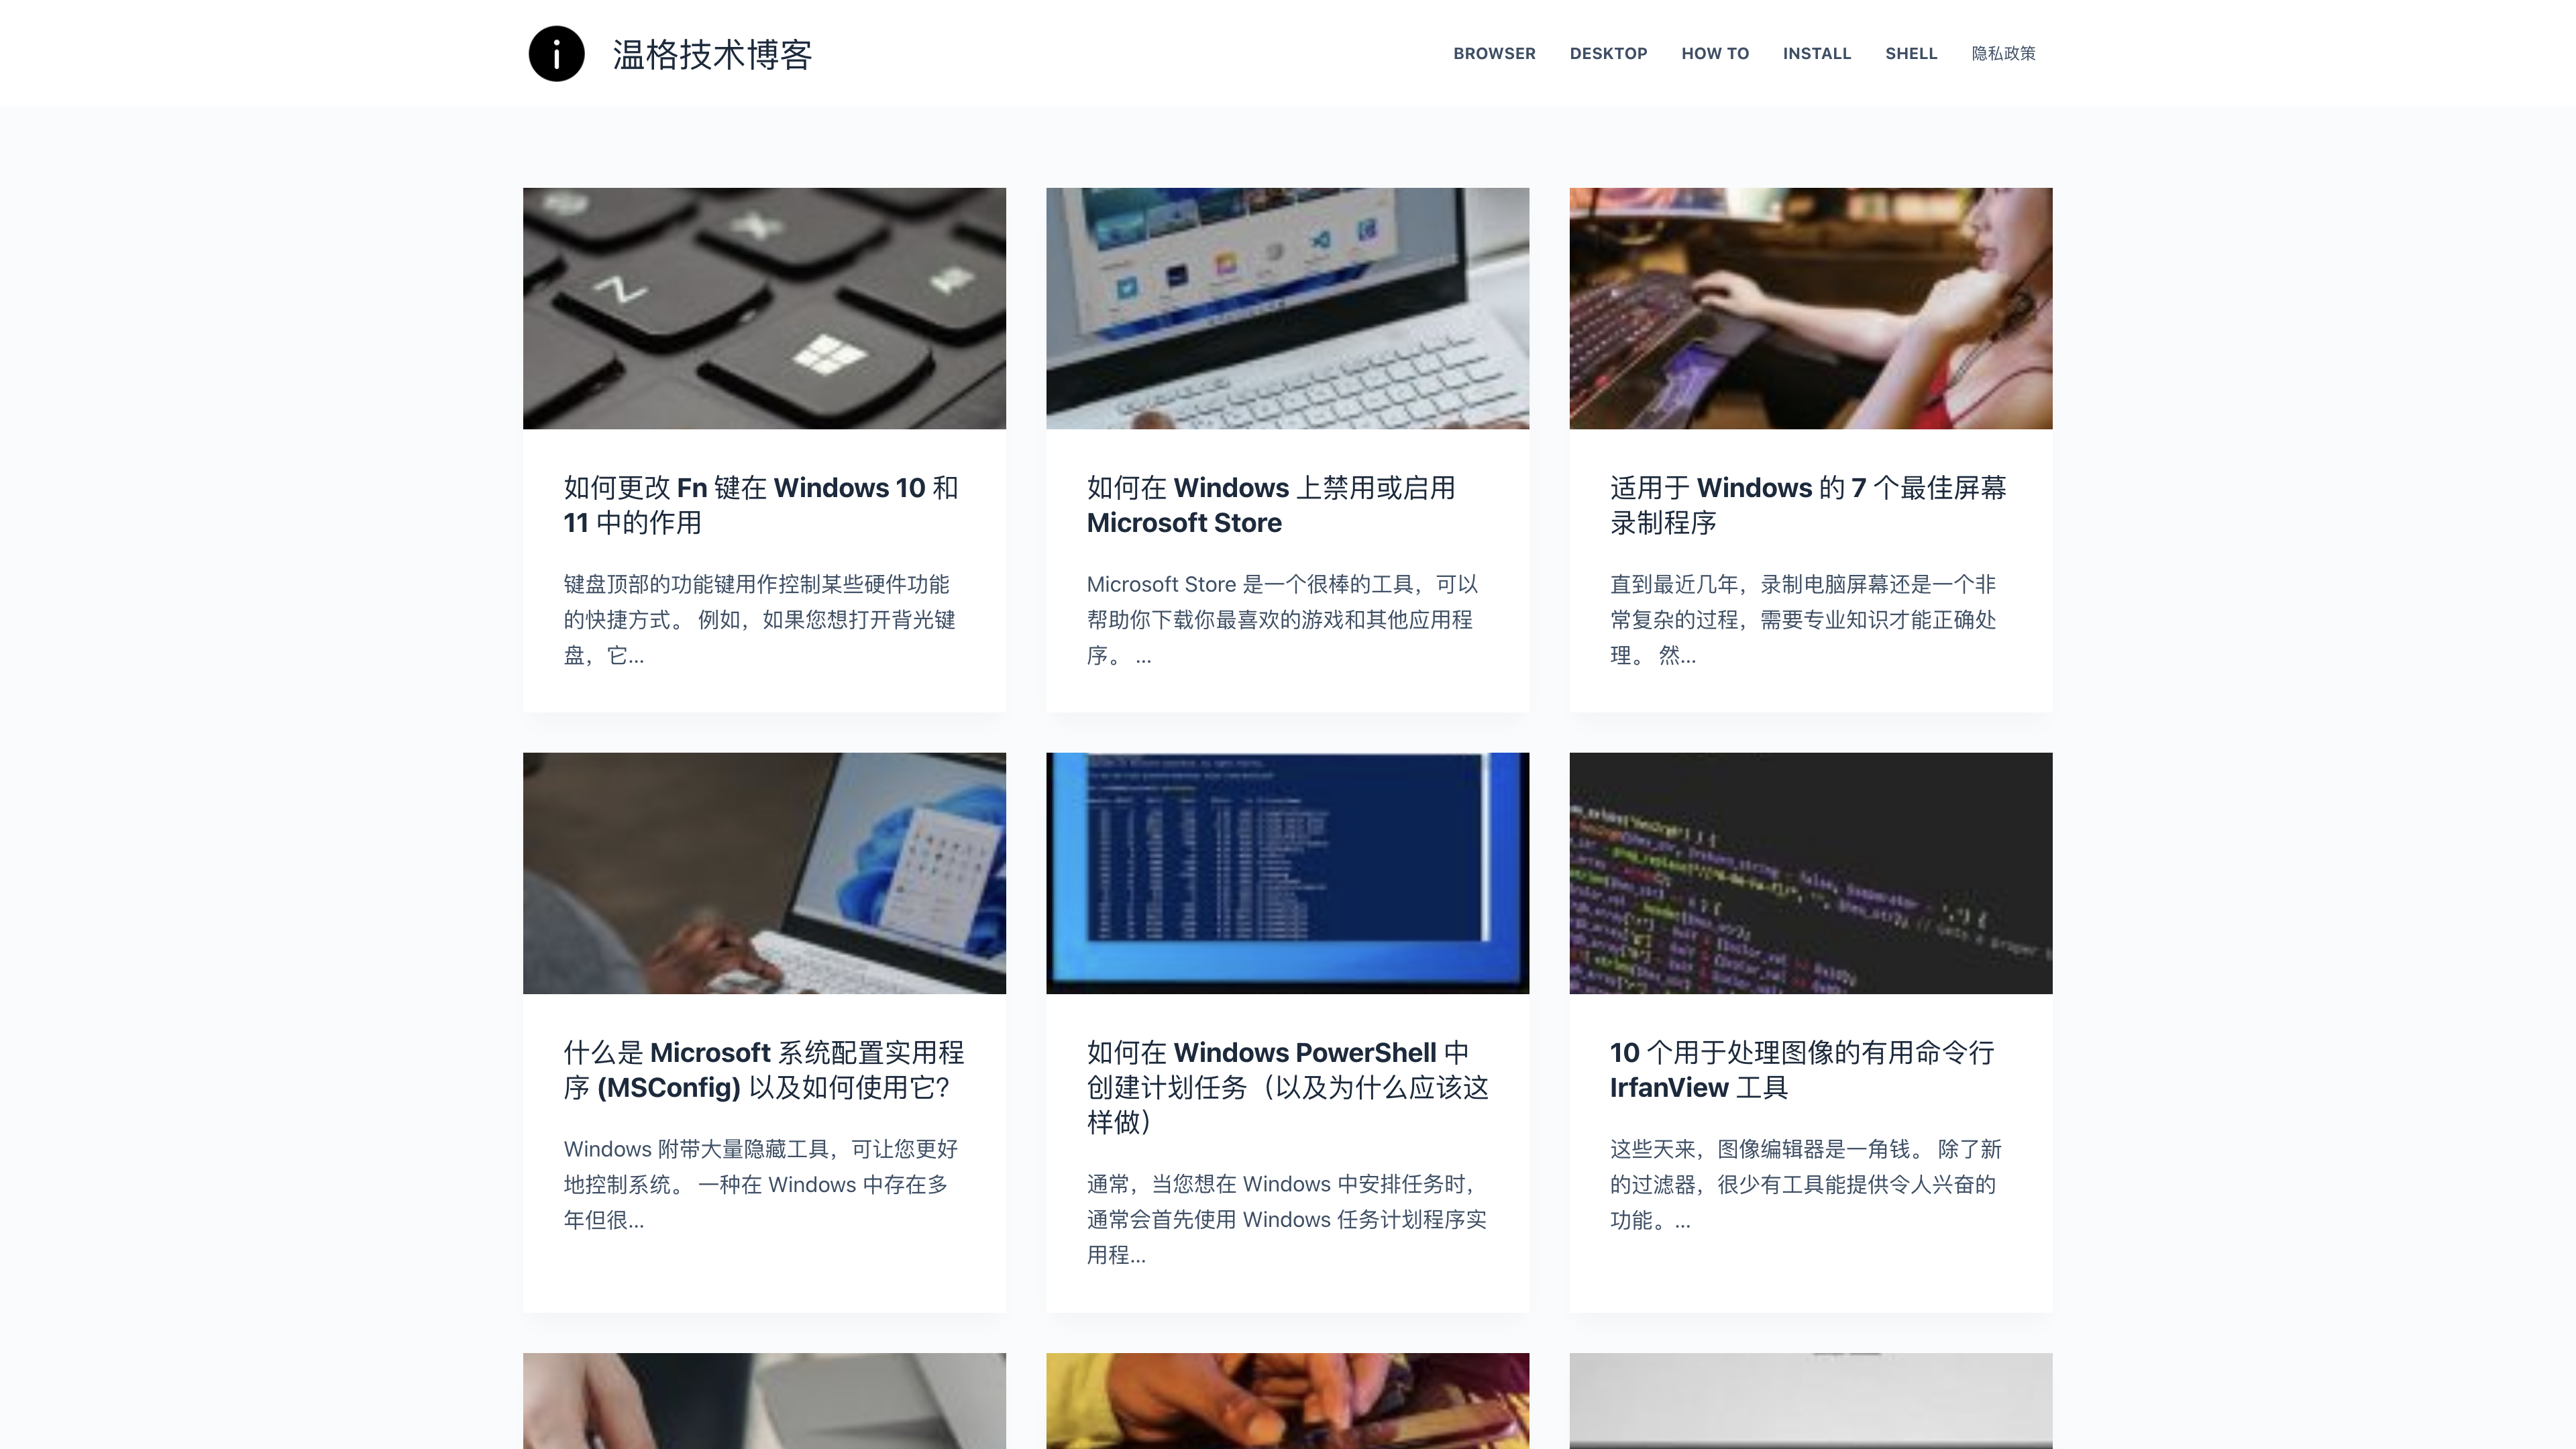 温格技术博客
BROWSER DESKTOP HOW TO INSTALL SHELL 隐私政策
Z
X
如何更改 Fn 键在 Windows 10 和
11 中的作用
键盘顶部的功能键用作控制某些硬件功能
的快捷方式。 例如，如果您想打开背光键
盘，它...
如何在 Windows 上禁用或启用
Microsoft Store
Microsoft Store 是一个很棒的工具，可以
帮助你下载你最喜欢的游戏和其他应用程
序。 ...
适用于 Windows 的 7 个最佳屏幕
录制程序
直到最近几年，录制电脑屏幕还是一个非
常复杂的过程，需要专业知识才能正确处
理。 然...
什么是 Microsoft 系统配置实用程
序 (MSConfig) 以及如何使用它？
Windows 附带大量隐藏工具，可让您更好
地控制系统。 一种在 Windows 中存在多
年但很...
如何在 Windows PowerShell 中
创建计划任务（以及为什么应该这
样做）
通常，当您想在 Windows 中安排任务时，
通常会首先使用 Windows 任务计划程序实
用程...
10 个用于处理图像的有用命令行
IrfanView 工具
这些天来，图像编辑器是一角钱。 除了新
的过滤器，很少有工具能提供令人兴奋的
功能。...